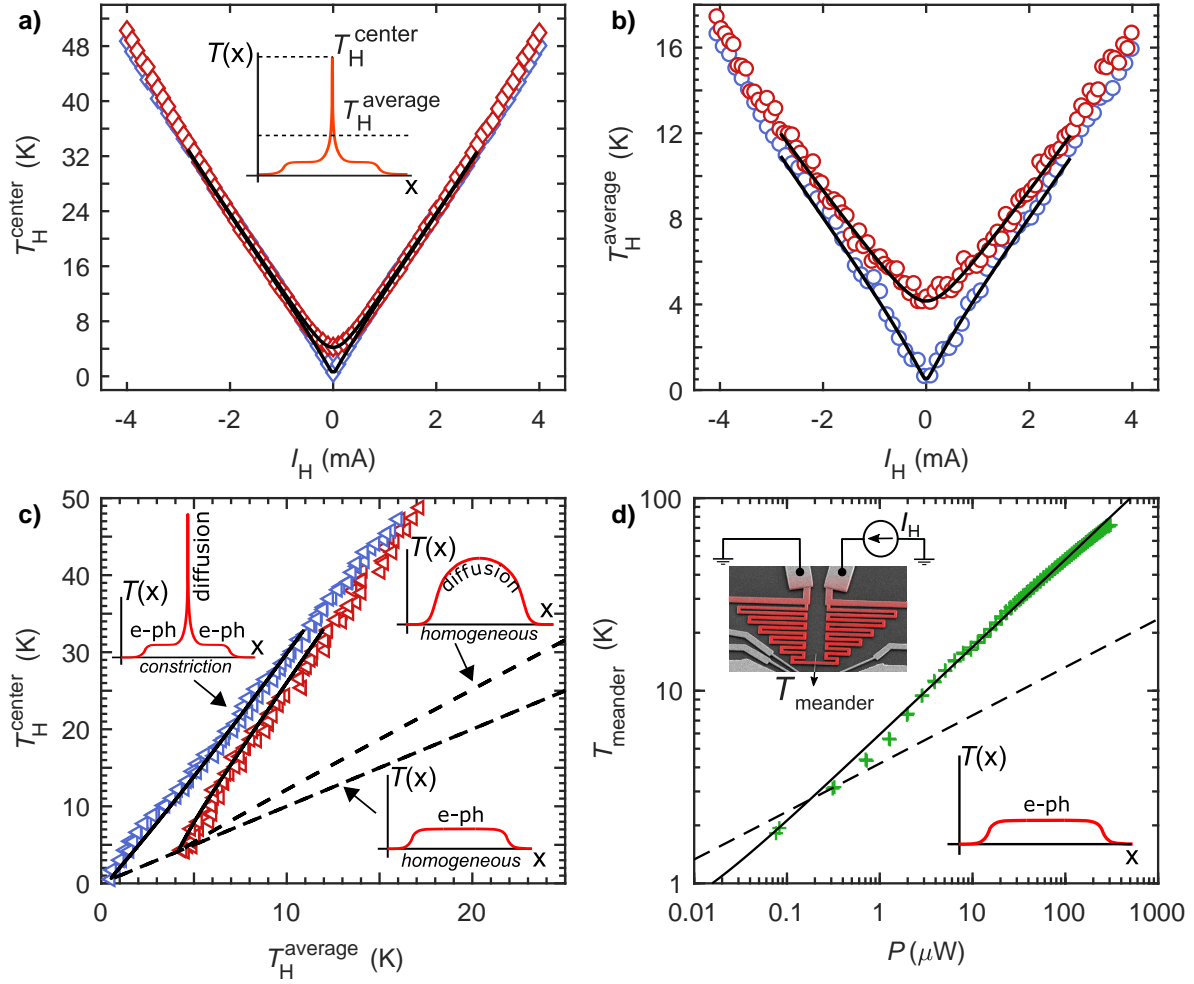 a)
T_H^center (K)
48
40
32
24
16
8
0
-4 -2 0 2 4
I_H (mA)
T(x)
T_H^center
T_H^average
x
b)
T_H^average (K)
16
12
8
4
0
-4 -2 0 2 4
I_H (mA)
c)
T_H^center (K)
50
40
30
20
10
0
0 10 20
T_H^average (K)
diffusion
T(x)
e-ph e-ph x
constriction
T(x)
diffusion
x
homogeneous
T(x)
e-ph
x
homogeneous
d)
T_meander (K)
100
10
1
0.01 0.1 1 10 100 1000
P (μW)
I_H
T_meander
T(x)
e-ph
x